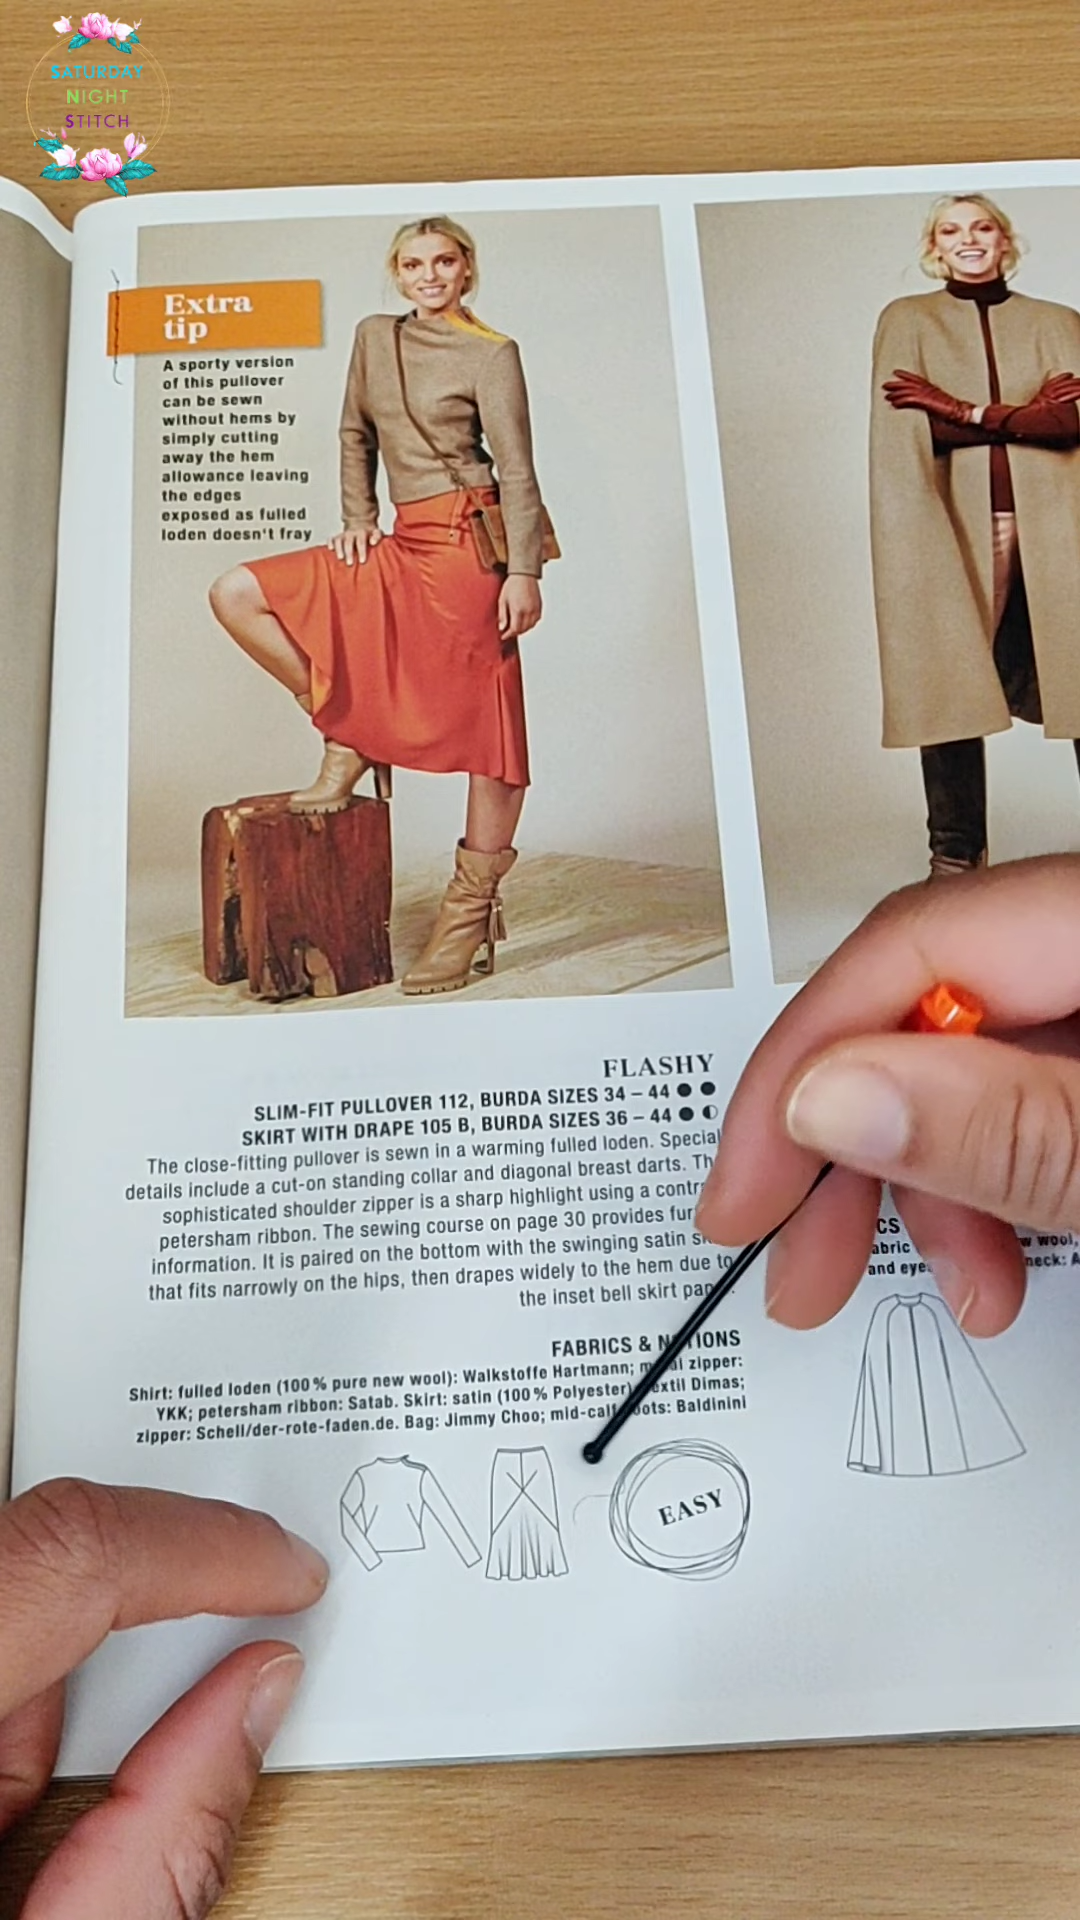 SATURDAY
NIGHT
STITCH
Extra
tip
A sporty version
of this pullover
can be sewn
without hems by
simply cutting
away the hem
allowance leaving
the edges
exposed as fulled
loden doesn't fray
FLASHY
SLIM-FIT PULLOVER 112, BURDA SIZES 34 – 44
SKIRT WITH DRAPE 105 B, BURDA SIZES 36 – 44
The close-fitting pullover is sewn in a warming fulled loden. Special
details include a cut-on standing collar and diagonal breast darts.
sophisticated shoulder zipper is a sharp highlight using a
petersham ribbon. The sewing course on page 30 provides
information. It is paired on the bottom with the swinging satin
that fits narrowly on the hips, then drapes widely to the hem due to
the inset bell skirt
FABRICS &
Shirt: fulled loden (100 % pure new wool): Walkstoffe Hartmann; zipper:
YKK; petersham ribbon: Satab. Skirt: satin (100 % Polyester) Dimas;
zipper: Schell/der-rote-faden.de. Bag: Jimmy Choo; Baldinini
EASY
wool,
and
neck: